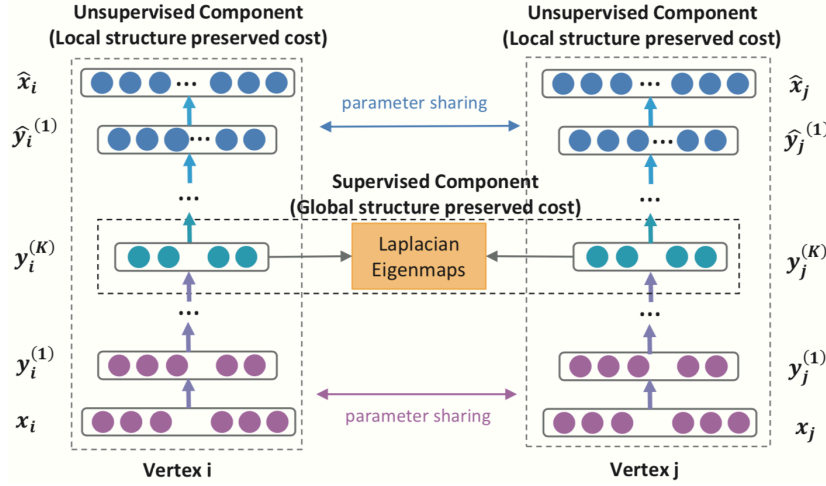 Unsupervised Component
(Local structure preserved cost)
Unsupervised Component
(Local structure preserved cost)
x̂ᵢ
...
parameter sharing
...
x̂ⱼ
ŷᵢ⁽¹⁾
...
...
ŷⱼ⁽¹⁾
...
...
Supervised Component
(Global structure preserved cost)
yᵢ⁽ᴷ⁾
Laplacian
Eigenmaps
yⱼ⁽ᴷ⁾
...
...
yᵢ⁽¹⁾
yⱼ⁽¹⁾
parameter sharing
xᵢ
xⱼ
Vertex i
Vertex j